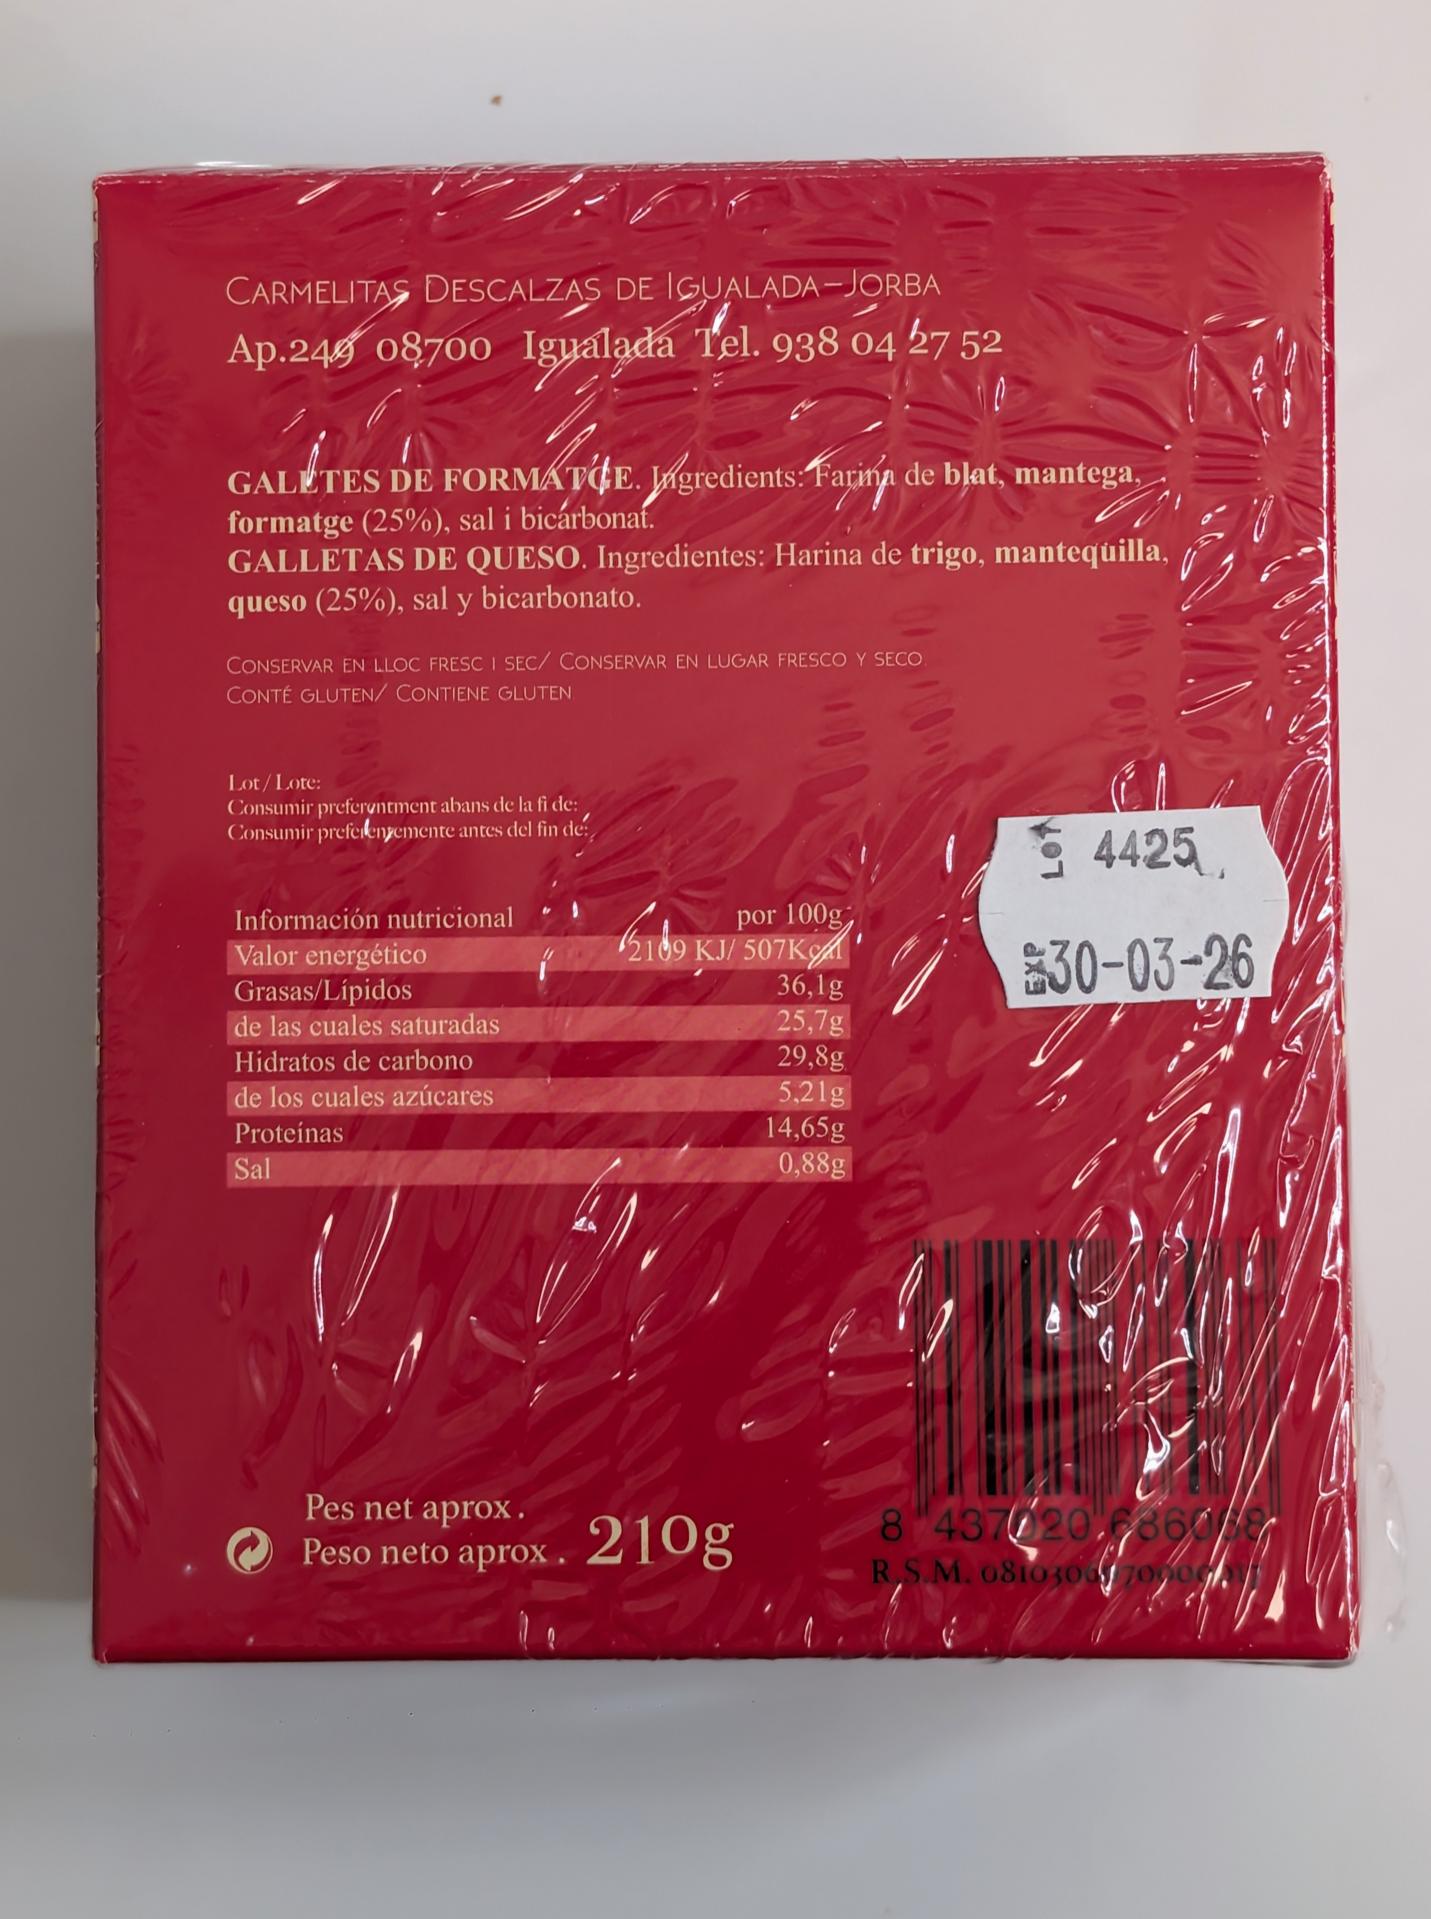 CARMELITAS DESCALZAS DE IGUALADA-JORBA
Ap.249 08700 Igualada Tel. 938 04 27 52
GALLETES DE FORMATGE. Ingredients: Farina de blat, mantega,
formatge (25%), sal i bicarbonat.
GALLETAS DE QUESO. Ingredientes: Harina de trigo, mantequilla,
queso (25%), sal y bicarbonato.
CONSERVAR EN LLOC FRESC I SEC/ CONSERVAR EN LUGAR FRESCO Y SECO.
CONTÉ GLUTEN/ CONTIENE GLUTEN
Lot/Lote:
Consumir preferentment abans de la fi de:
Consumir preferentemente antes del fin de:
LOT 4425
EXP 30-03-26
Información nutricional por 100g
Valor energético 2109 KJ/ 507Kcal
Grasas/Lípidos 36,1g
de las cuales saturadas 25,7g
Hidratos de carbono 29,8g
de los cuales azúcares 5,21g
Proteínas 14,65g
Sal 0,88g
Pes net aprox.
Peso neto aprox. 210g
8 437020 686068
R.S.M.